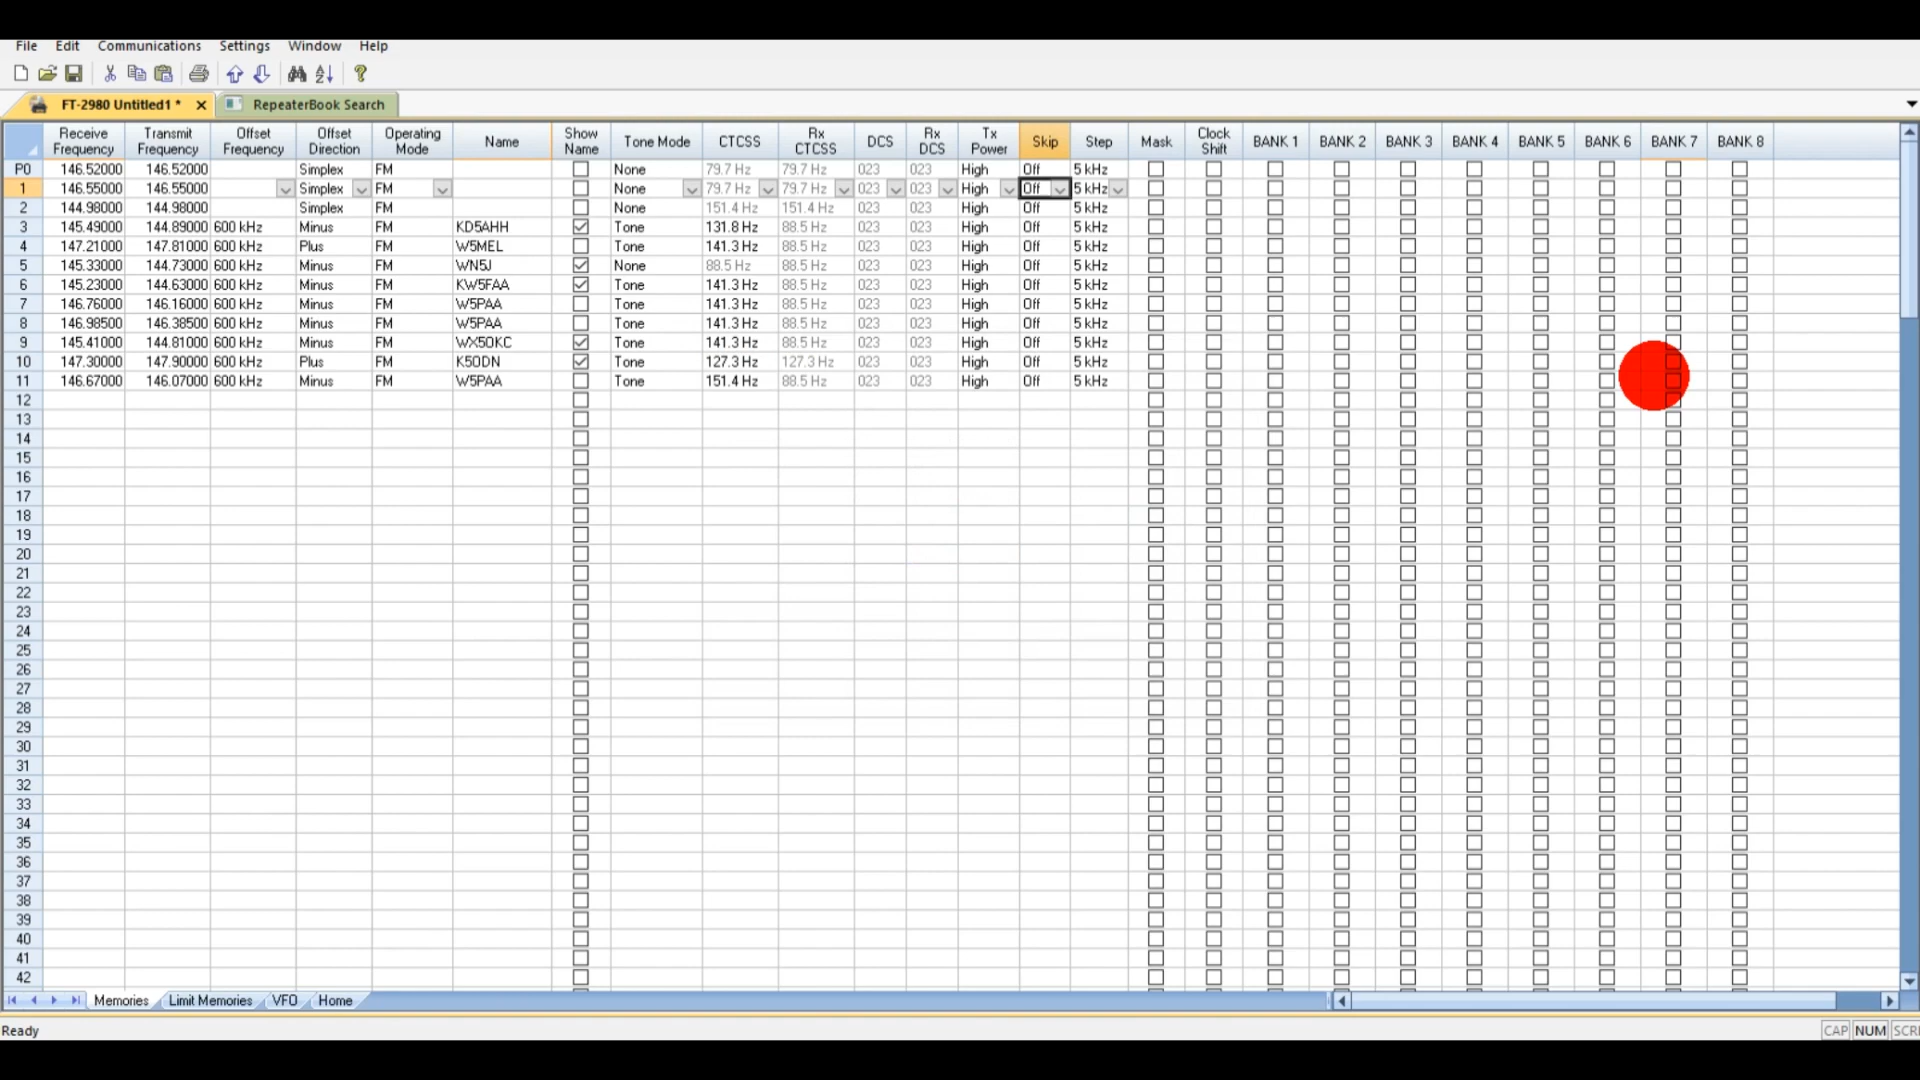 File Edit Communications Settings Window Help
FT-2980 Untitled1 * RepeaterBook Search
Receive Frequency Transmit Frequency Offset Frequency Offset Direction Operating Mode Name Show Name Tone Mode CTCSS Rx CTCSS DCS Rx DCS Tx Power Skip Step Mask Clock Shift BANK 1 BANK 2 BANK 3 BANK 4 BANK 5 BANK 6 BANK 7 BANK 8
P0 146.52000 146.52000 Simplex FM None 79.7 Hz 79.7 Hz 023 023 High Off 5 kHz
1 146.55000 146.55000 Simplex FM None 79.7 Hz 79.7 Hz 023 023 High Off 5 kHz
2 144.98000 144.98000 Simplex FM None 151.4 Hz 151.4 Hz 023 023 High Off 5 kHz
3 145.49000 144.89000 600 kHz Minus FM KD5AHH Tone 131.8 Hz 88.5 Hz 023 023 High Off 5 kHz
4 147.21000 147.81000 600 kHz Plus FM W5MEL Tone 141.3 Hz 88.5 Hz 023 023 High Off 5 kHz
5 145.33000 144.73000 600 kHz Minus FM WN5J None 88.5 Hz 88.5 Hz 023 023 High Off 5 kHz
6 145.23000 144.63000 600 kHz Minus FM KW5FAA Tone 141.3 Hz 88.5 Hz 023 023 High Off 5 kHz
7 146.76000 146.16000 600 kHz Minus FM W5PAA Tone 141.3 Hz 88.5 Hz 023 023 High Off 5 kHz
8 146.98500 146.38500 600 kHz Minus FM W5PAA Tone 141.3 Hz 88.5 Hz 023 023 High Off 5 kHz
9 145.41000 144.81000 600 kHz Minus FM WX5OKC Tone 141.3 Hz 88.5 Hz 023 023 High Off 5 kHz
10 147.30000 147.90000 600 kHz Plus FM K5ODN Tone 127.3 Hz 127.3 Hz 023 023 High Off 5 kHz
11 146.67000 146.07000 600 kHz Minus FM W5PAA Tone 151.4 Hz 88.5 Hz 023 023 High Off 5 kHz
12
13
14
15
16
17
18
19
20
21
22
23
24
25
26
27
28
29
30
31
32
33
34
35
36
37
38
39
40
41
42
Memories Limit Memories VFO Home
Ready CAP NUM SCR